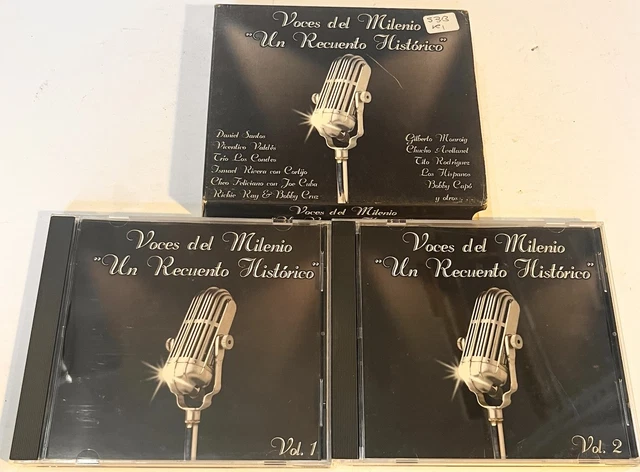 Voces del Milenio
"Un Recuento Histórico"
Daniel Santos
Vicentico Valdés
Trio Los Condes
Ismael Rivera con Cortijo
Cheo Feliciano con Joe Cuba
Richie Ray & Bobby Cruz
Gilberto Monroig
Chucho Avellanet
Tito Rodríguez
Los Hispanos
Bobby Capó
y otros
Voces del Milenio
Voces del Milenio
"Un Recuento Histórico"
Vol. 1
Voces del Milenio
"Un Recuento Histórico"
Vol. 2